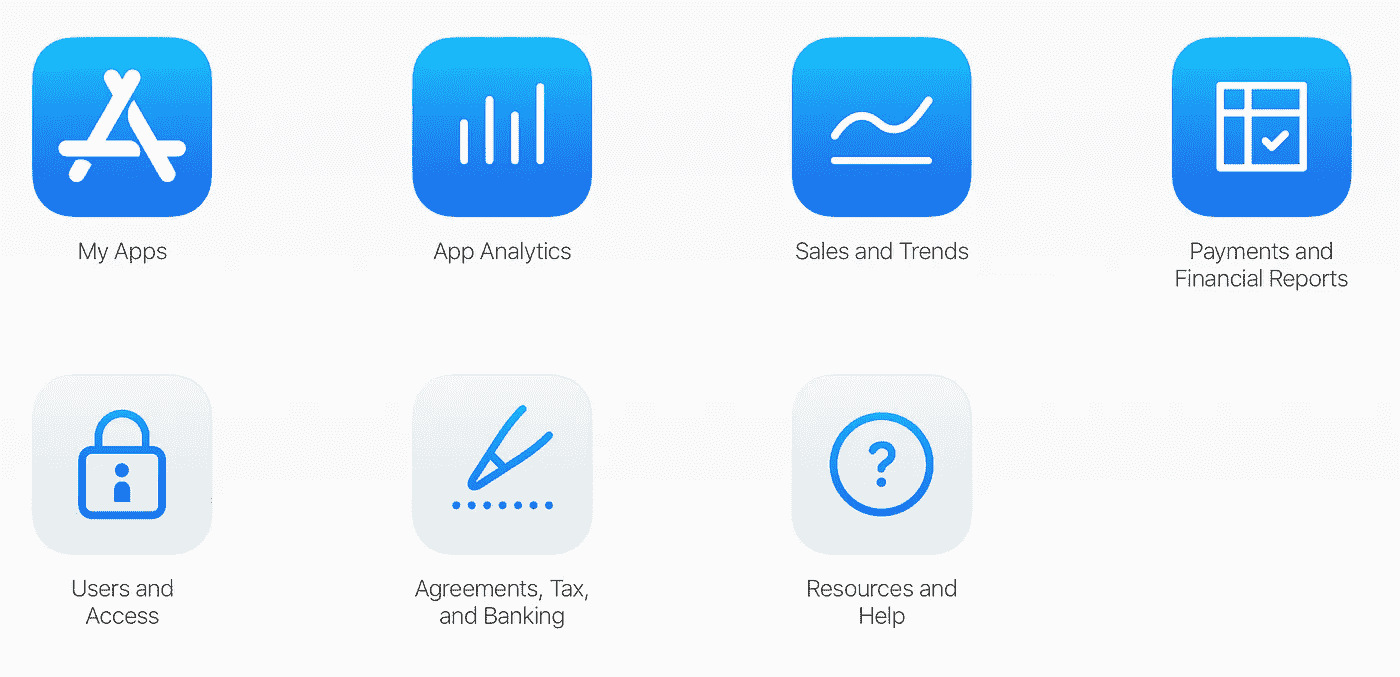 My Apps
App Analytics
Sales and Trends
Payments and
Financial Reports
Users and
Access
Agreements, Tax,
and Banking
?
Resources and
Help